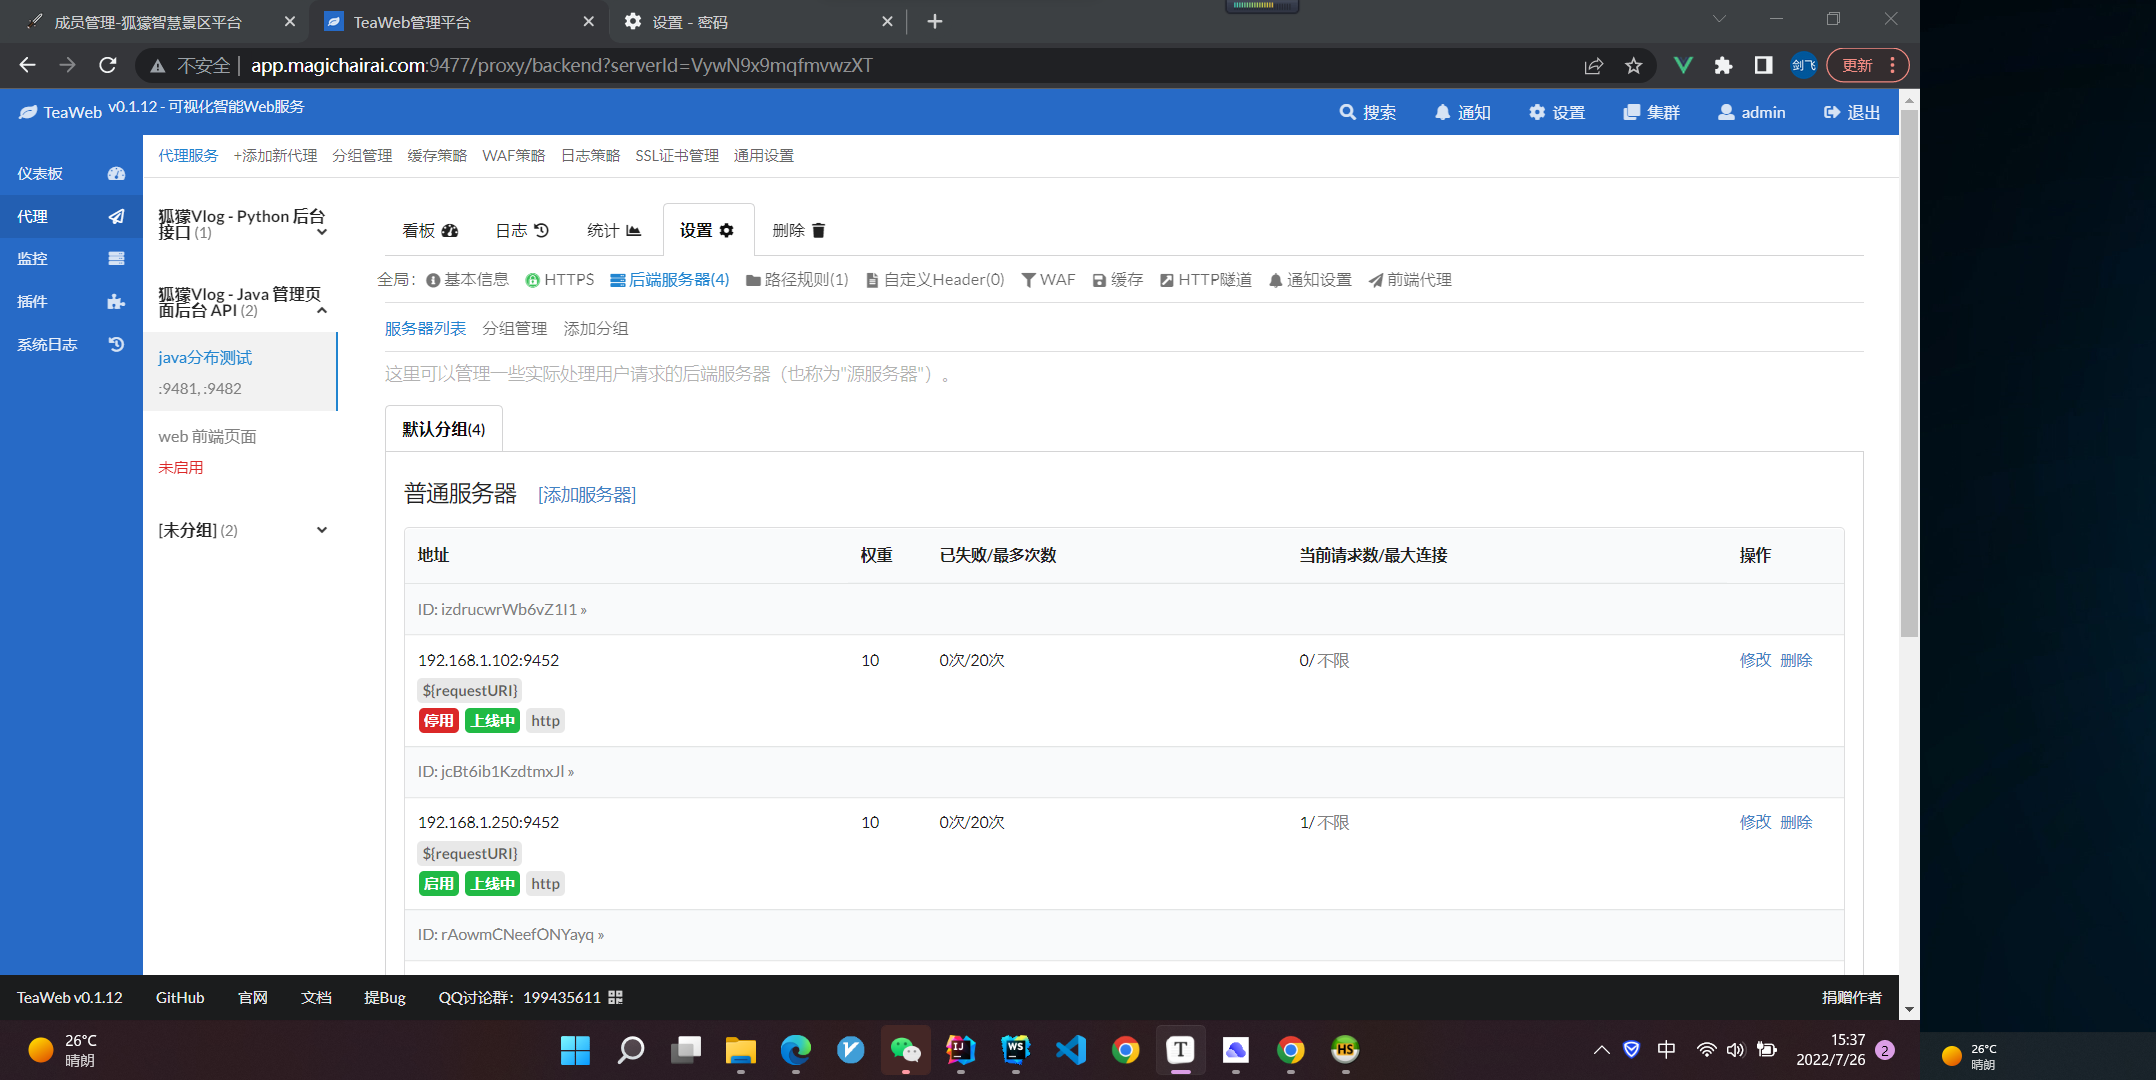 成员管理-狐獴智慧景区平台
TeaWeb管理平台
设置 - 密码
不安全 | app.magichairai.com:9477/proxy/backend?serverId=VywN9x9mqfmvwzXT
剑飞
更新
TeaWeb v0.1.12 - 可视化智能Web服务
搜索 通知 设置 集群 admin 退出
仪表板
代理
监控
插件
系统日志
代理服务 +添加新代理 分组管理 缓存策略 WAF策略 日志策略 SSL证书管理 通用设置
狐獴Vlog - Python 后台
接口 (1)
狐獴Vlog - Java 管理页
面后台 API (2)
java分布测试
:9481, :9482
web 前端页面
未启用
[未分组] (2)
看板 日志 统计 设置 删除
全局： 基本信息 HTTPS 后端服务器(4) 路径规则(1) 自定义Header(0) WAF 缓存 HTTP隧道 通知设置 前端代理
服务器列表 分组管理 添加分组
这里可以管理一些实际处理用户请求的后端服务器（也称为"源服务器"）。
默认分组(4)
普通服务器 [添加服务器]
地址 权重 已失败/最多次数 当前请求数/最大连接 操作
ID: izdrucwrWb6vZ1I1 »
192.168.1.102:9452 10 0次/20次 0/ 不限 修改 删除
${requestURI}
停用 上线中 http
ID: jcBt6ib1KzdtmxJl »
192.168.1.250:9452 10 0次/20次 1/ 不限 修改 删除
${requestURI}
启用 上线中 http
ID: rAowmCNeefONYayq »
TeaWeb v0.1.12 GitHub 官网 文档 提Bug QQ讨论群：199435611 捐赠作者
26°C
晴朗
IJ
WS
T
HS
中
15:37
2022/7/26
2
26°C
晴朗